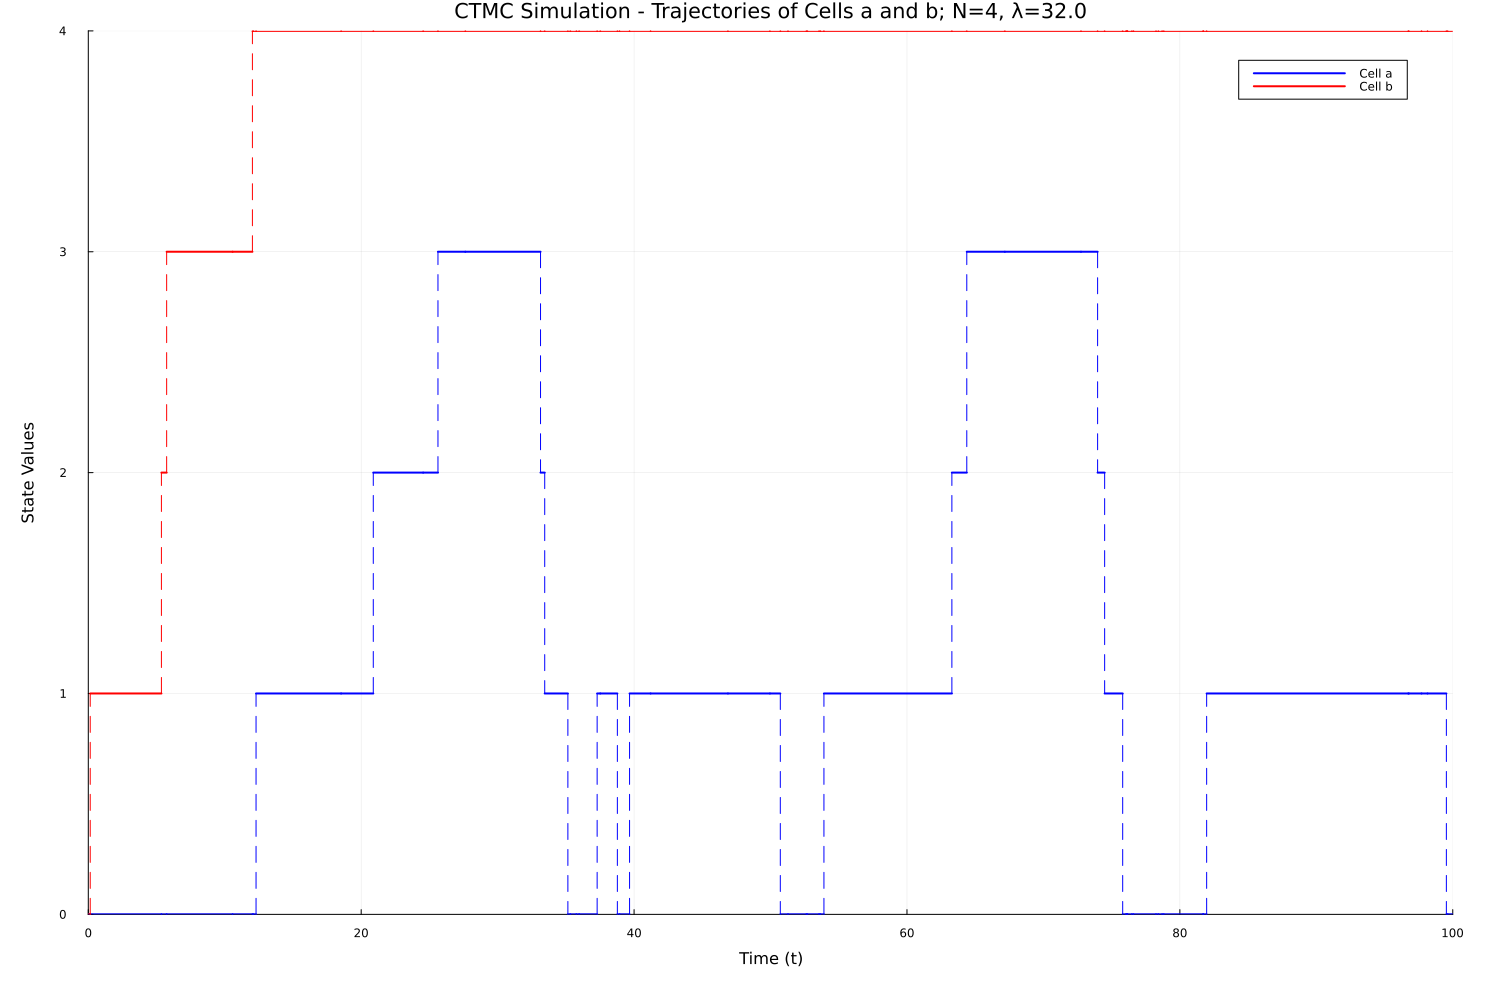 CTMC Simulation - Trajectories of Cells a and b; N=4, λ=32.0
4
Cell a
Cell b
3
State Values
2
1
0
0 20 40 60 80 100
Time (t)